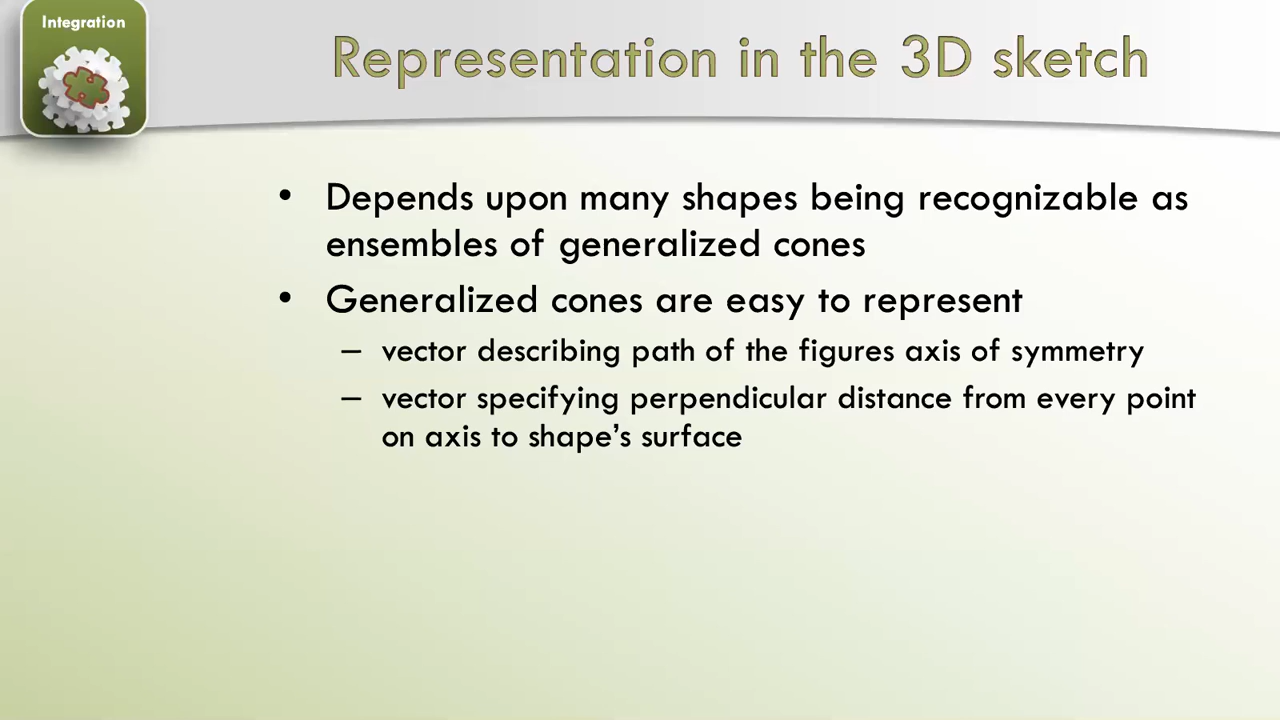 Integration
Representation in the 3D sketch
• Depends upon many shapes being recognizable as
ensembles of generalized cones
• Generalized cones are easy to represent
– vector describing path of the figures axis of symmetry
– vector specifying perpendicular distance from every point
on axis to shape’s surface